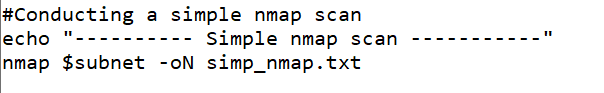 #Conducting a simple nmap scan
echo "---------- Simple nmap scan -----------"
nmap $subnet -oN simp_nmap.txt